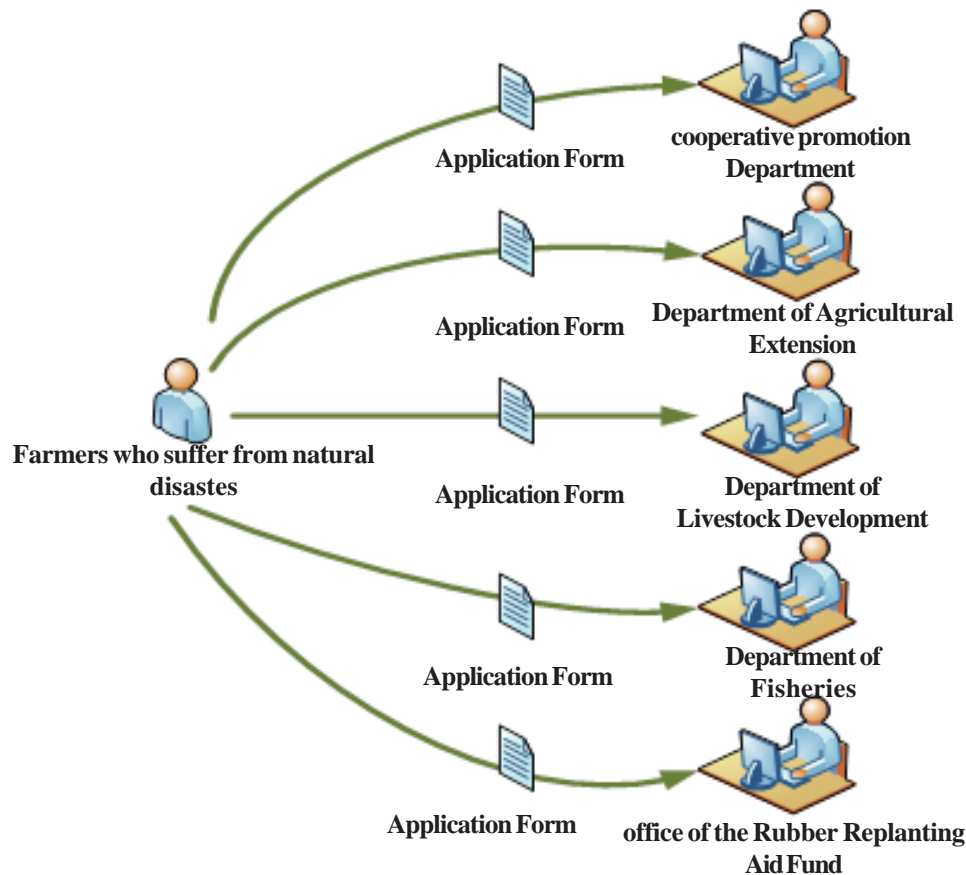 Application Form
cooperative promotion
Department
Application Form
Department of Agricultural
Extension
Farmers who suffer from natural
disastes
Application Form
Department of
Livestock Development
Application Form
Department of
Fisheries
Application Form
office of the Rubber Replanting
Aid Fund